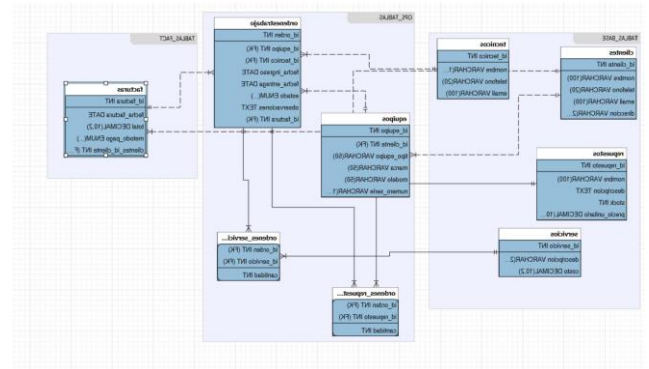 TABLAS_BASE
clientes
id_cliente INT
nombre VARCHAR(100)
telefono VARCHAR(20)
email VARCHAR(100)
direccion VARCHAR(2...
tecnicos
id_tecnico INT
nombre VARCHAR(1...
telefono VARCHAR(20)
email VARCHAR(100)
repuestos
id_repuesto INT
nombre VARCHAR(100)
descripcion TEXT
stock INT
precio_unitario DECIMAL(10...
servicios
id_servicio INT
descripcion VARCHAR(2...
costo DECIMAL(10,2)
OPS_TABLAS
ordenestrabajo
id_orden INT
id_equipo INT (FK)
id_tecnico INT (FK)
fecha_ingreso DATE
fecha_entrega DATE
estado ENUM(...)
observaciones TEXT
id_factura INT (FK)
equipos
id_equipo INT
id_cliente INT (FK)
tipo_equipo VARCHAR(50)
marca VARCHAR(50)
modelo VARCHAR(50)
numero_serie VARCHAR(1...
ordenes_servici...
id_orden INT (FK)
id_servicio INT (FK)
cantidad INT
ordenes_repuest...
id_orden INT (FK)
id_repuesto INT (FK)
cantidad INT
TABLAS_FACT
facturas
id_factura INT
fecha_factura DATE
total DECIMAL(10,2)
metodo_pago ENUM(...)
clientes_id_cliente INT